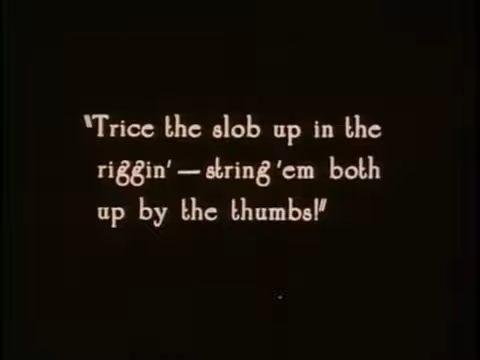 "Trice the slob up in the
riggin' — string 'em both
up by the thumbs!"